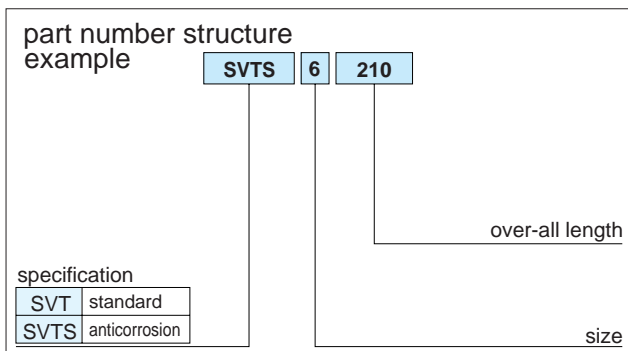 part number structure
example
SVTS 6 210
over-all length
specification
SVT standard
SVTS anticorrosion
size